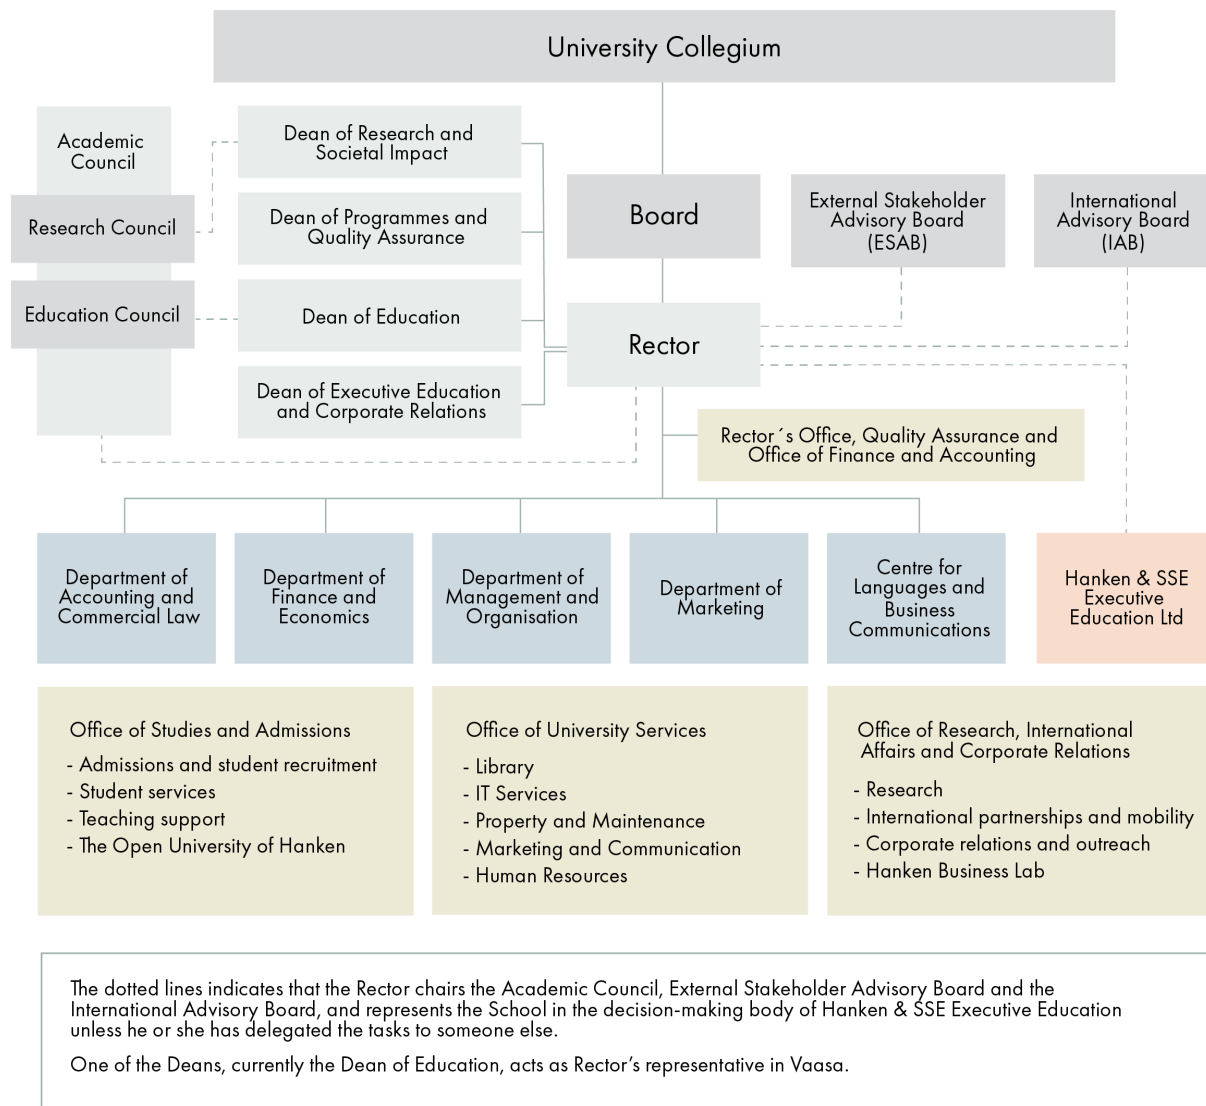 University Collegium
Academic
Council
Research Council
Education Council
Dean of Research and
Societal Impact
Dean of Programmes and
Quality Assurance
Dean of Education
Dean of Executive Education
and Corporate Relations
Board
Rector
External Stakeholder
Advisory Board
(ESAB)
International
Advisory Board
(IAB)
Rector´s Office, Quality Assurance and
Office of Finance and Accounting
Department of
Accounting and
Commercial Law
Department of
Finance and
Economics
Department of
Management and
Organisation
Department of
Marketing
Centre for
Languages and
Business
Communications
Hanken & SSE
Executive
Education Ltd
Office of Studies and Admissions
- Admissions and student recruitment
- Student services
- Teaching support
- The Open University of Hanken
Office of University Services
- Library
- IT Services
- Property and Maintenance
- Marketing and Communication
- Human Resources
Office of Research, International
Affairs and Corporate Relations
- Research
- International partnerships and mobility
- Corporate relations and outreach
- Hanken Business Lab
The dotted lines indicates that the Rector chairs the Academic Council, External Stakeholder Advisory Board and the
International Advisory Board, and represents the School in the decision-making body of Hanken & SSE Executive Education
unless he or she has delegated the tasks to someone else.
One of the Deans, currently the Dean of Education, acts as Rector’s representative in Vaasa.